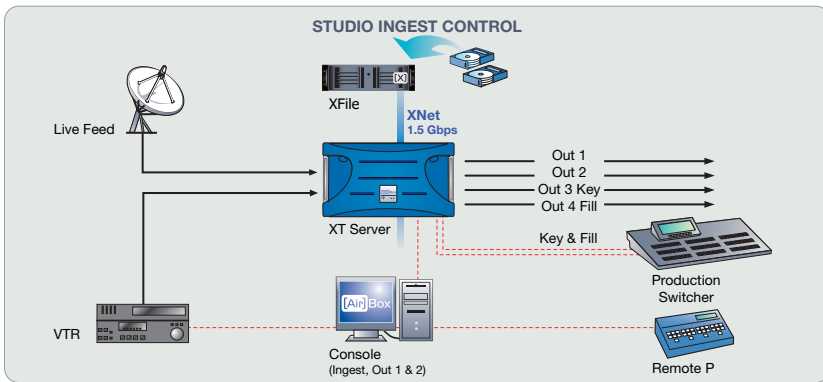 STUDIO INGEST CONTROL
[X]
XFile
XNet
1.5 Gbps
Live Feed
Out 1
Out 2
Out 3 Key
Out 4 Fill
XT Server
Key & Fill
Production
Switcher
[Air]Box
VTR
Console
(Ingest, Out 1 & 2)
Remote P